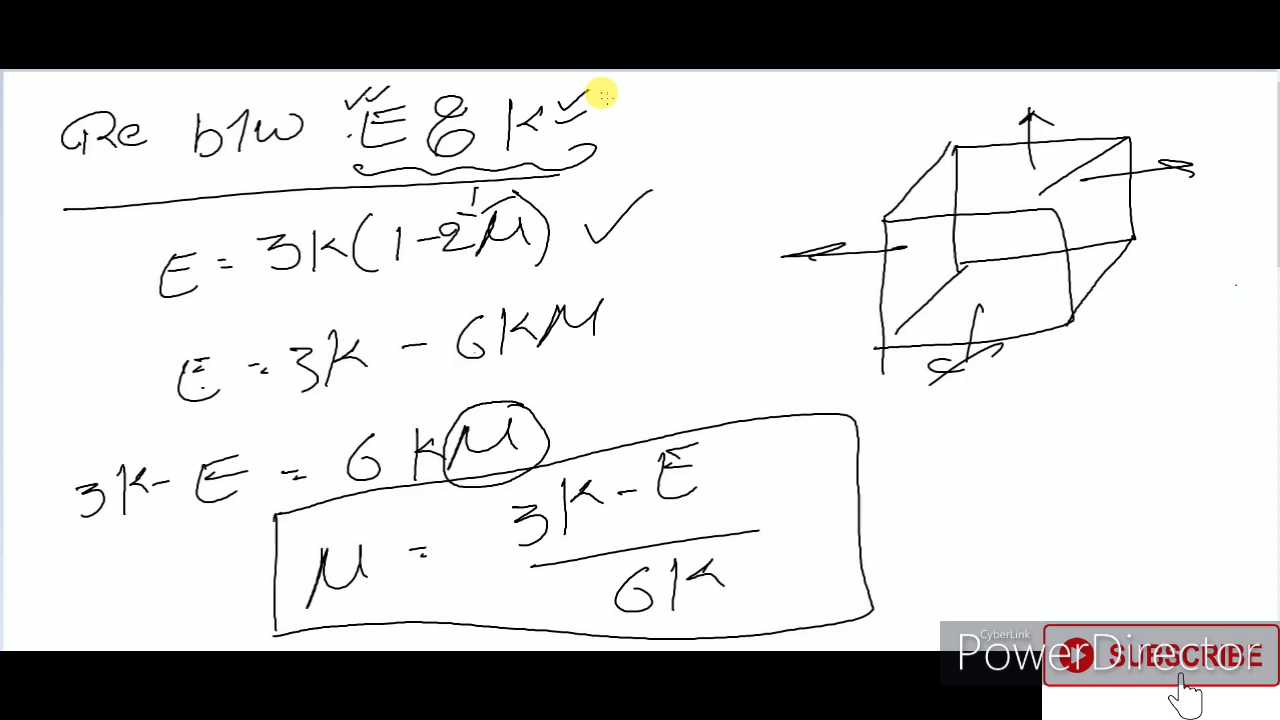 Re b/w E & K
E = 3K(1-2μ)
E = 3K - 6Kμ
3K - E = 6Kμ
μ = 3K - E / 6K
CyberLink
PowerDirector
SUBSCRIBE